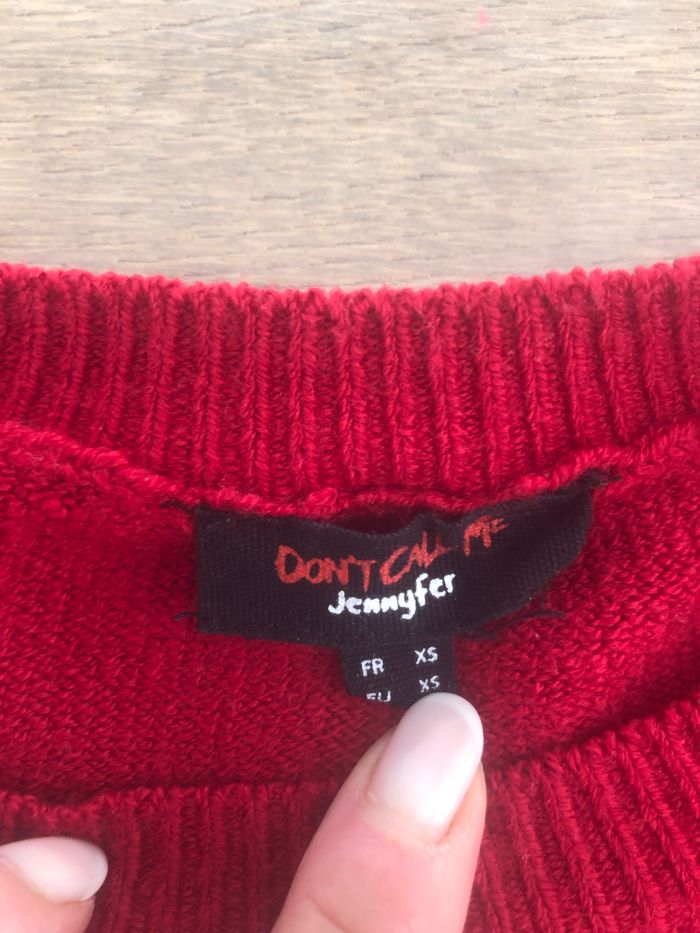 DON'T CALL ME
Jennyfer
FR XS
EU XS